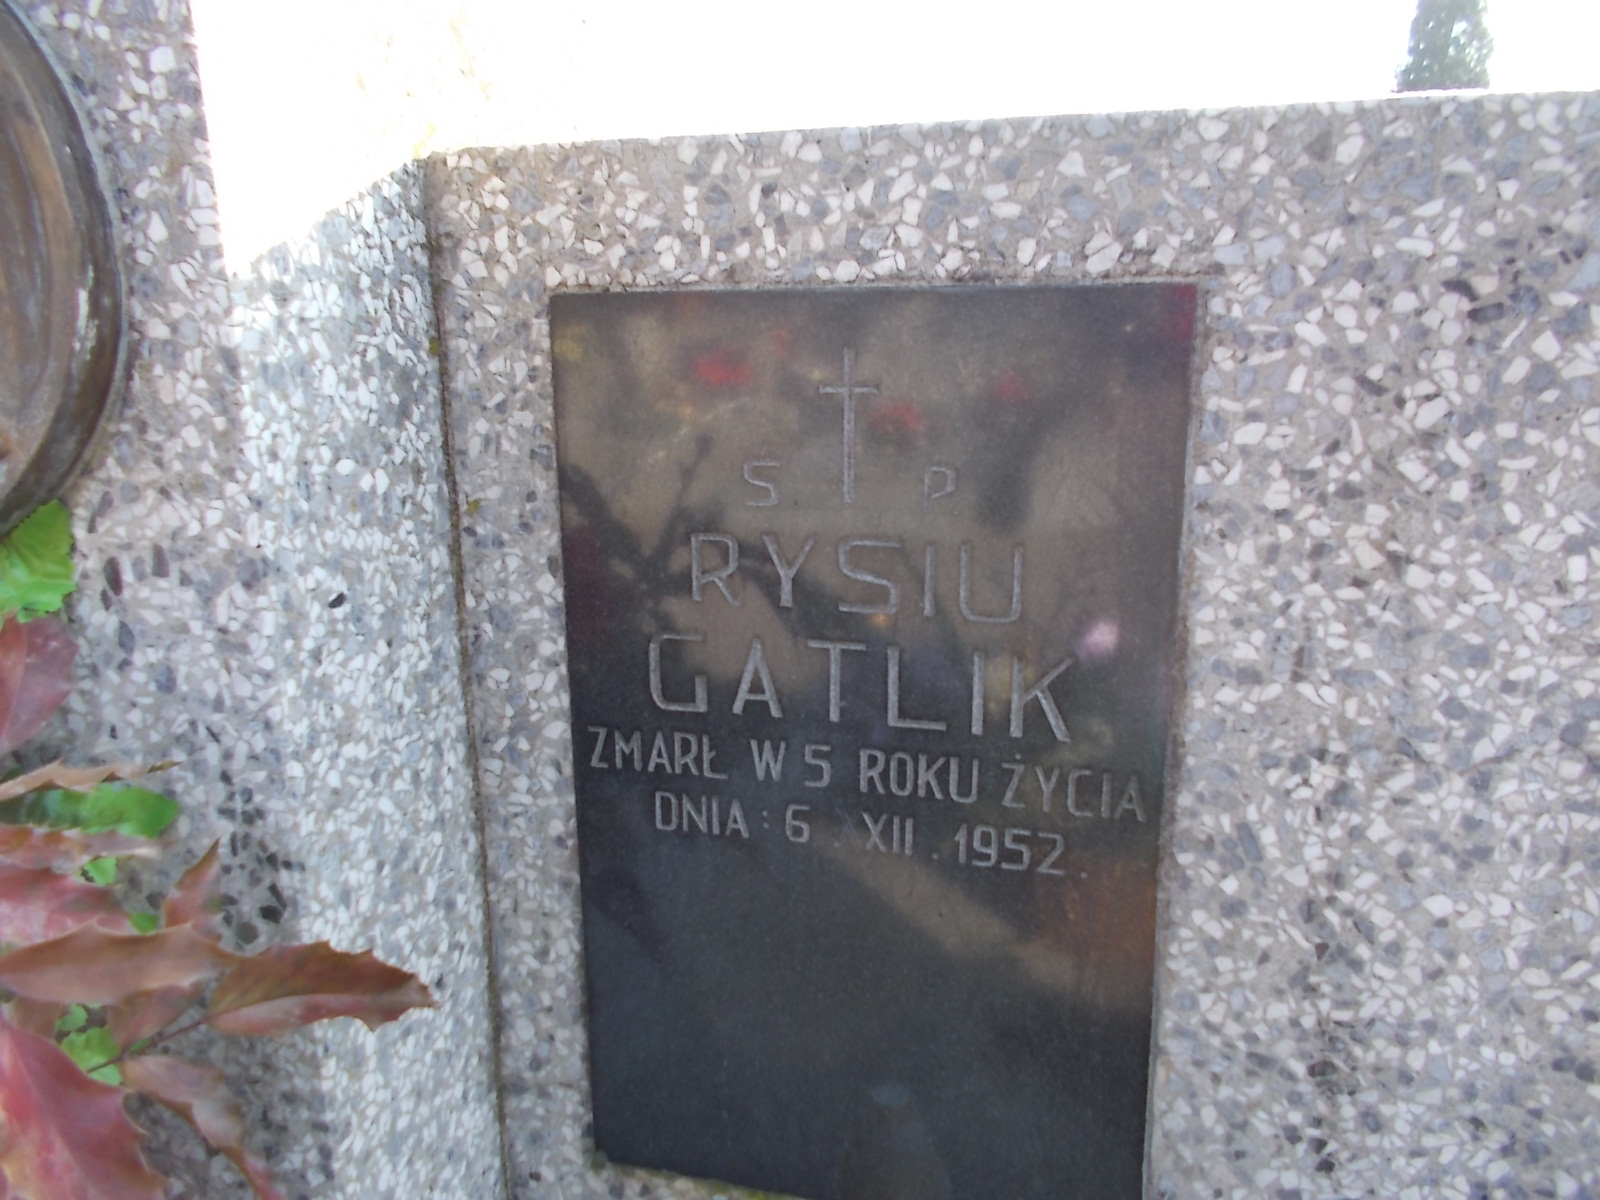 S P
RYSIU
GATLIK
ZMARŁ W 5 ROKU ŻYCIA
DNIA : 6 . XII . 1952 .